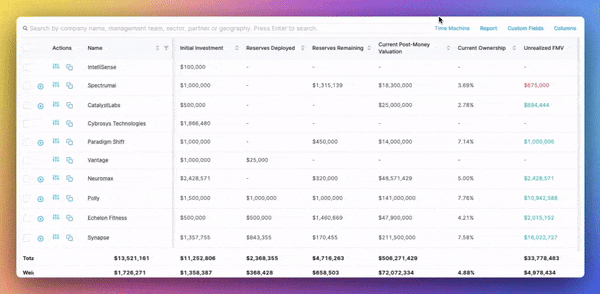 Search by company name, management team, sector, partner or geography. Press Enter to search. Time Machine Report Custom Fields Columns
Actions Name Initial Investment Reserves Deployed Reserves Remaining Current Post-Money Valuation Current Ownership Unrealized FMV
IntelliSense $100,000 - - - - -
Spectrumai $1,000,000 - $1,315,139 $18,300,000 3.69% $675,000
CatalystLabs $500,000 - - $25,000,000 2.78% $694,444
Cybrosys Technologies $1,866,480 - - - - -
Paradigm Shift $1,000,000 - $450,000 $14,000,000 7.14% $1,000,000
Vantage $1,000,000 $25,000 - - - -
Neuromax $2,428,571 - $320,000 $48,571,429 5.00% $2,428,571
Polly $1,500,000 $1,000,000 $1,000,000 $141,000,000 7.76% $10,942,588
Echelon Fitness $500,000 $500,000 $1,460,669 $47,900,000 4.21% $2,015,152
Synapse $1,357,755 $843,355 $170,455 $211,500,000 7.58% $16,022,727
Tota $13,521,161 $11,252,806 $2,368,355 $4,716,263 $506,271,429 $33,778,483
Wei $1,726,271 $1,358,387 $368,428 $658,503 $72,072,334 4.88% $4,978,434